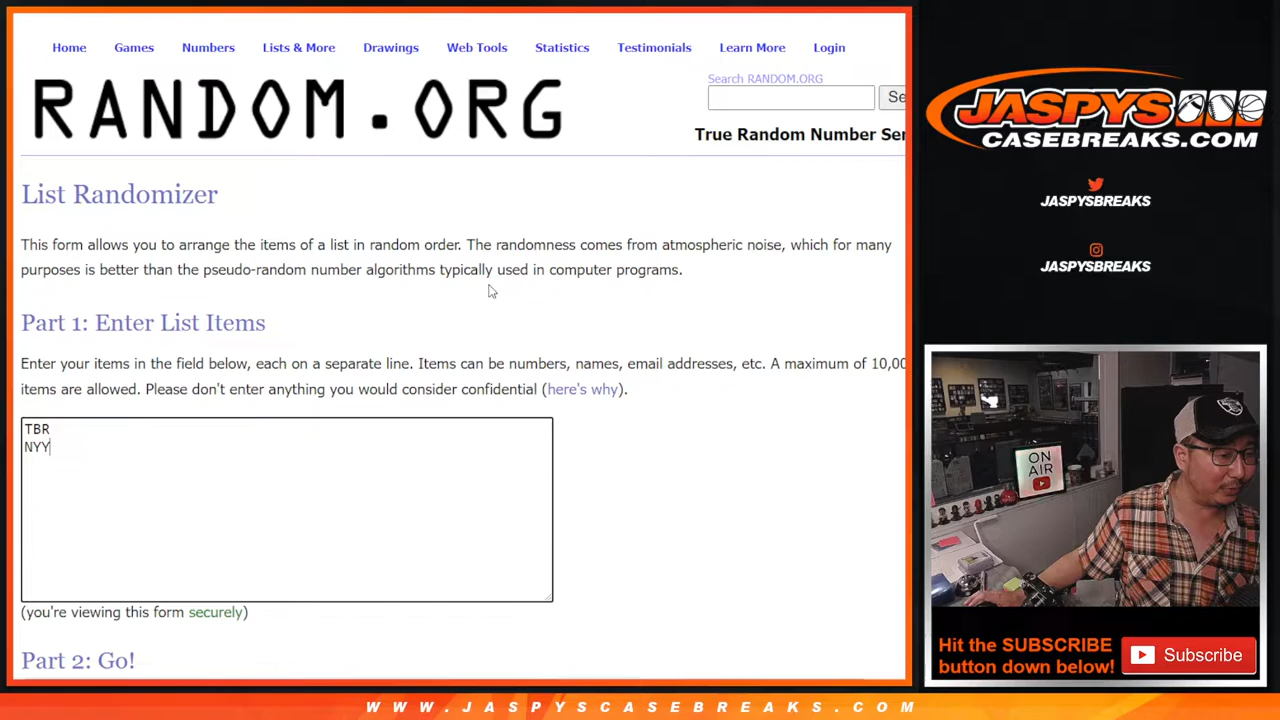 Home Games Numbers Lists & More Drawings Web Tools Statistics Testimonials Learn More Login
RANDOM.ORG
Search RANDOM.ORG
Se
True Random Number Ser
List Randomizer
This form allows you to arrange the items of a list in random order. The randomness comes from atmospheric noise, which for many
purposes is better than the pseudo-random number algorithms typically used in computer programs.
Part 1: Enter List Items
Enter your items in the field below, each on a separate line. Items can be numbers, names, email addresses, etc. A maximum of 10,00
items are allowed. Please don't enter anything you would consider confidential (here's why).
TBR
NYY
(you're viewing this form securely)
Part 2: Go!
JASPYS
CASEBREAKS.COM
JASPYSBREAKS
JASPYSBREAKS
ON
AIR
Hit the SUBSCRIBE
button down below!
Subscribe
WWW.JASPYSCASEBREAKS.COM